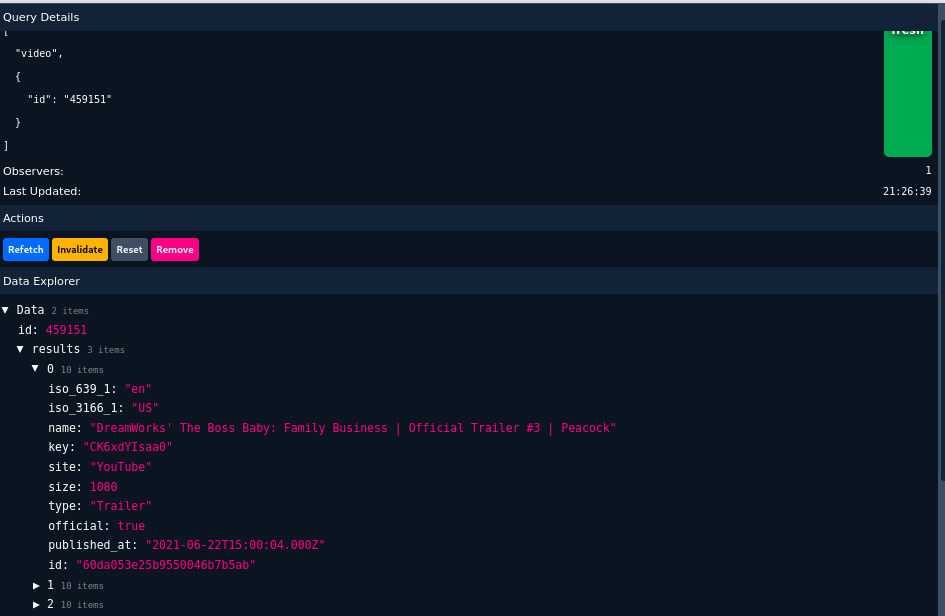 Query Details
[
fresh
"video",
{
"id": "459151"
}
]
Observers: 1
Last Updated: 21:26:39
Actions
Refetch Invalidate Reset Remove
Data Explorer
▼ Data 2 items
id: 459151
▼ results 3 items
▼ 0 10 items
iso_639_1: "en"
iso_3166_1: "US"
name: "DreamWorks' The Boss Baby: Family Business | Official Trailer #3 | Peacock"
key: "CK6xdYIsaa0"
site: "YouTube"
size: 1080
type: "Trailer"
official: true
published_at: "2021-06-22T15:00:04.000Z"
id: "60da053e25b9550046b7b5ab"
▶ 1 10 items
▶ 2 10 items